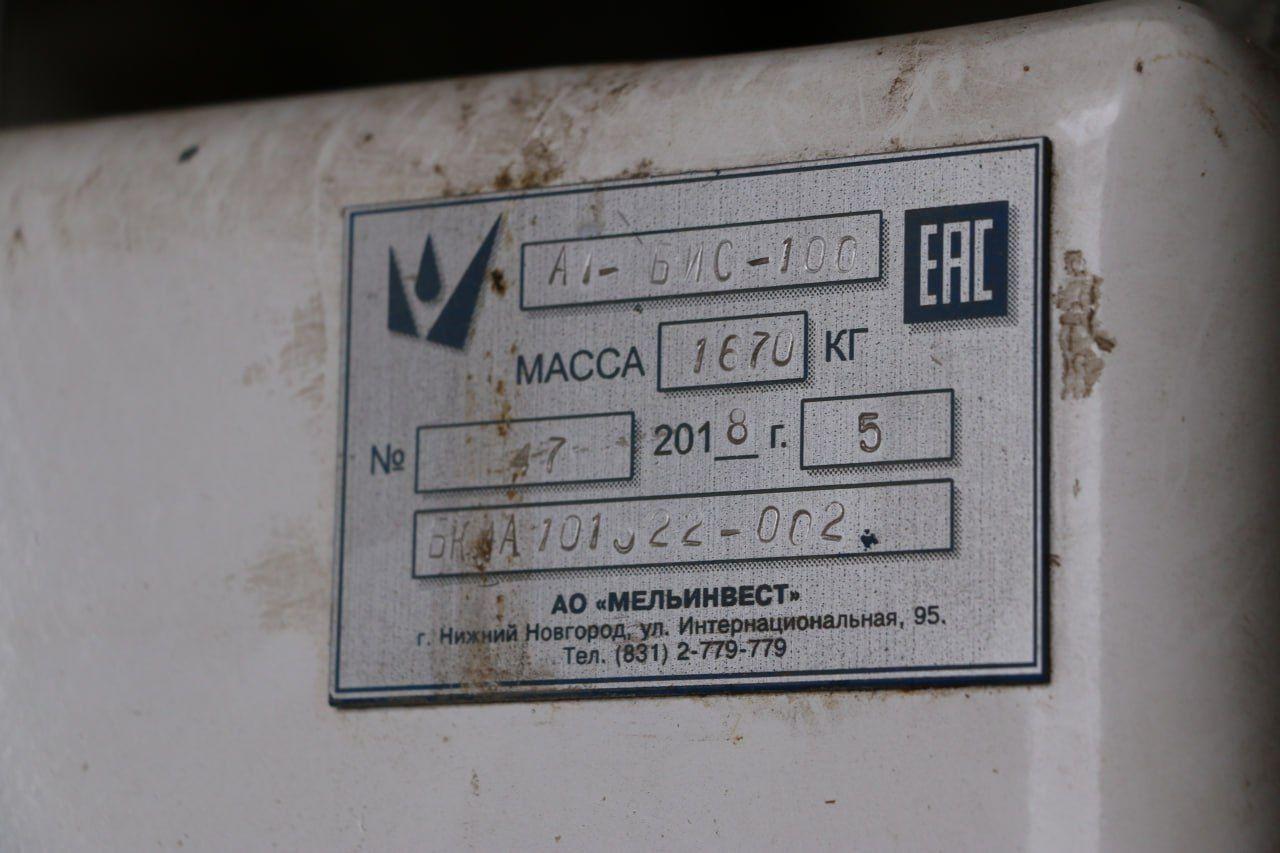 А1-БИС-100 EAC
МАССА 1670 КГ
№ 47 2018 г. 5
АО «МЕЛЬИНВЕСТ»
г. Нижний Новгород, ул. Интернациональная, 95.
Тел. (831) 2-779-779